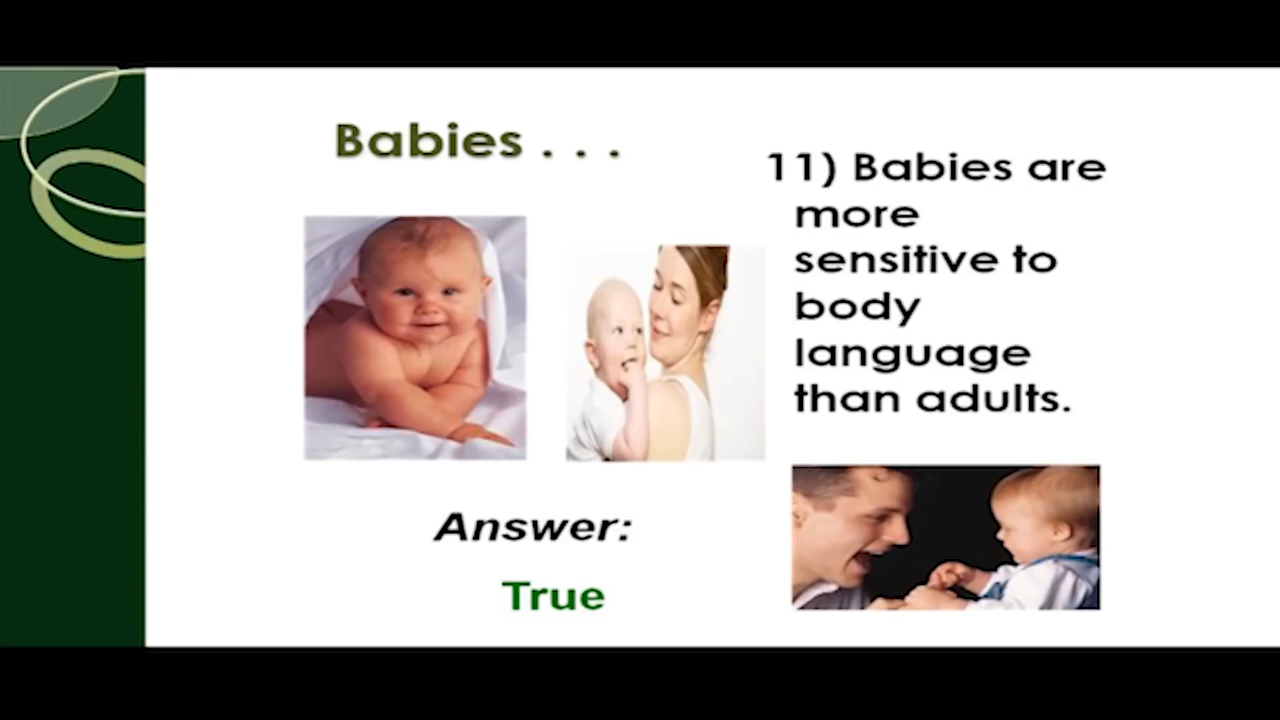 Babies . . .
11) Babies are
more
sensitive to
body
language
than adults.
Answer:
True